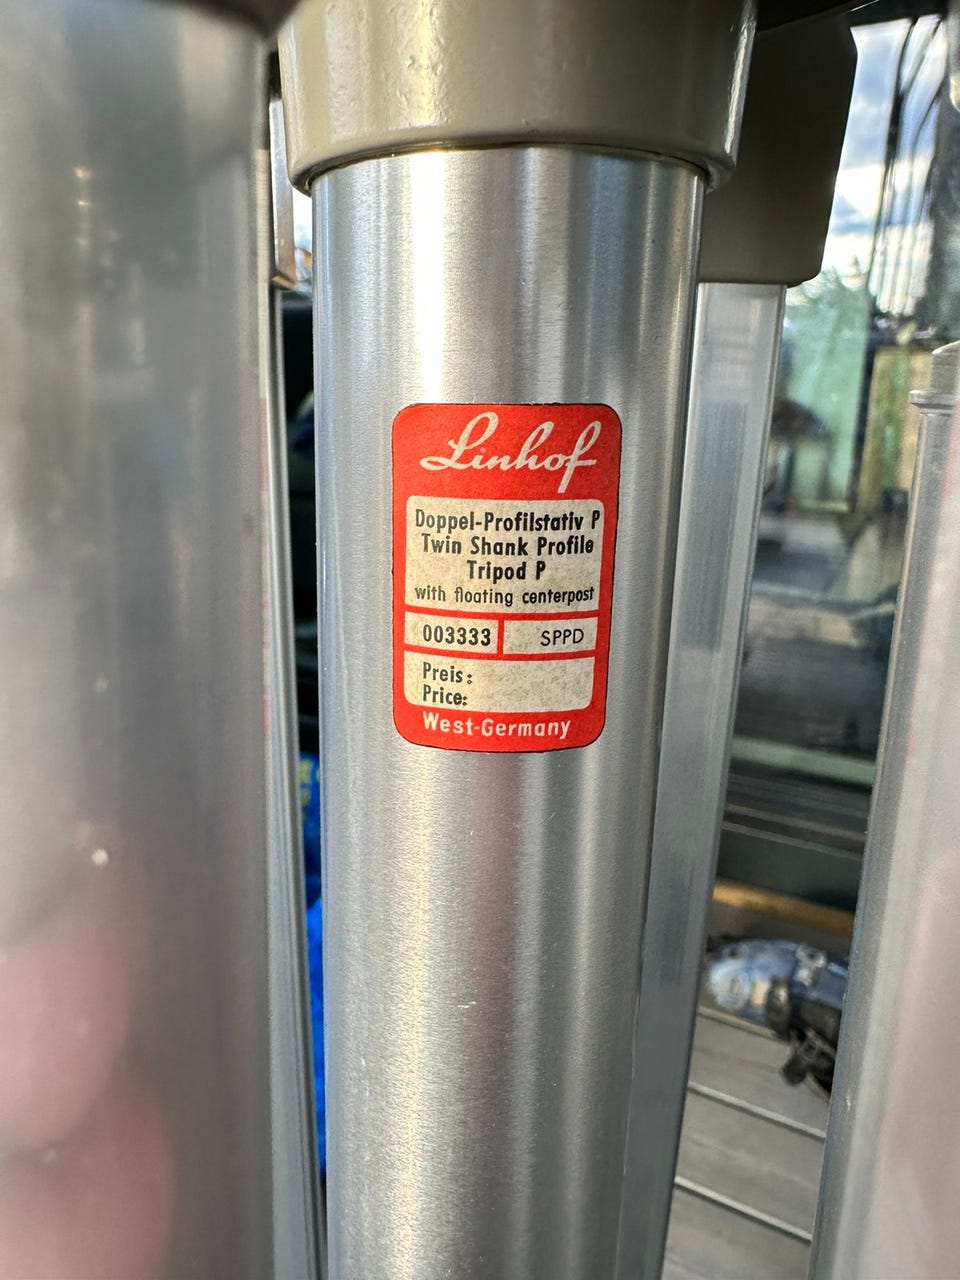 Linhof
Doppel-Profilstativ P
Twin Shank Profile
Tripod P
with floating centerpost
003333 SPPD
Preis:
Price:
West-Germany